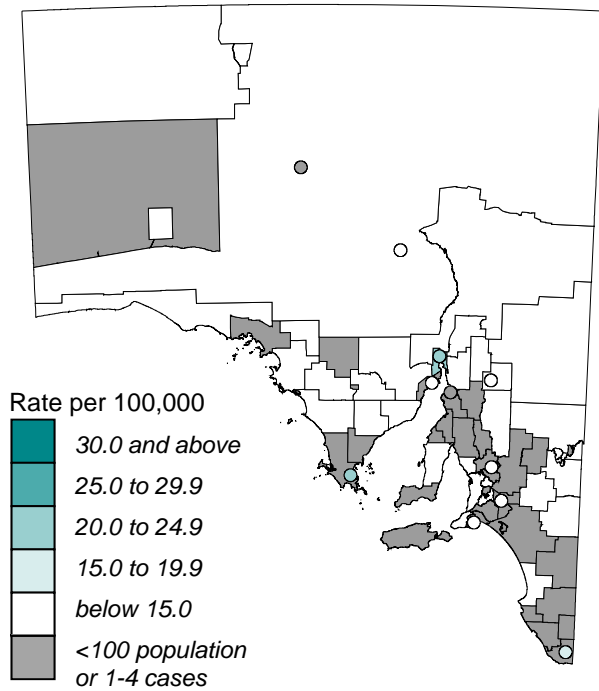 Rate per 100,000
30.0 and above
25.0 to 29.9
20.0 to 24.9
15.0 to 19.9
below 15.0
<100 population
or 1-4 cases